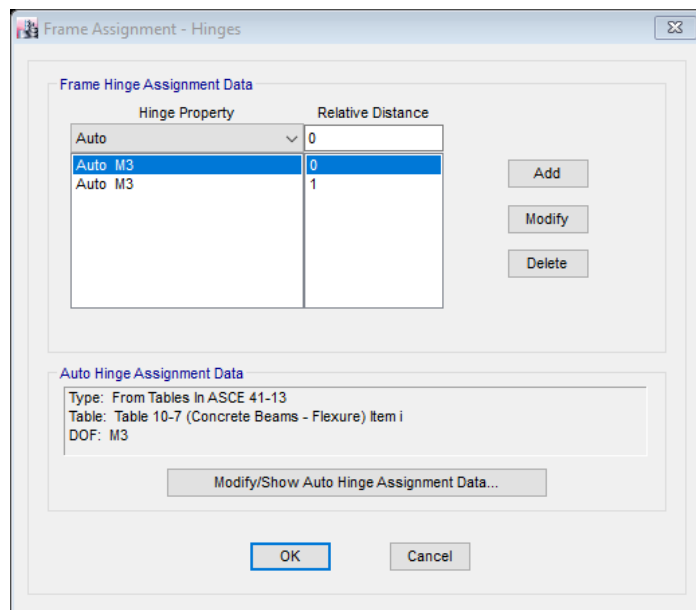 Frame Assignment - Hinges
Frame Hinge Assignment Data
Hinge Property Relative Distance
Auto 0
Auto M3 0
Auto M3 1
Add
Modify
Delete
Auto Hinge Assignment Data
Type: From Tables In ASCE 41-13
Table: Table 10-7 (Concrete Beams - Flexure) Item i
DOF: M3
Modify/Show Auto Hinge Assignment Data...
OK Cancel